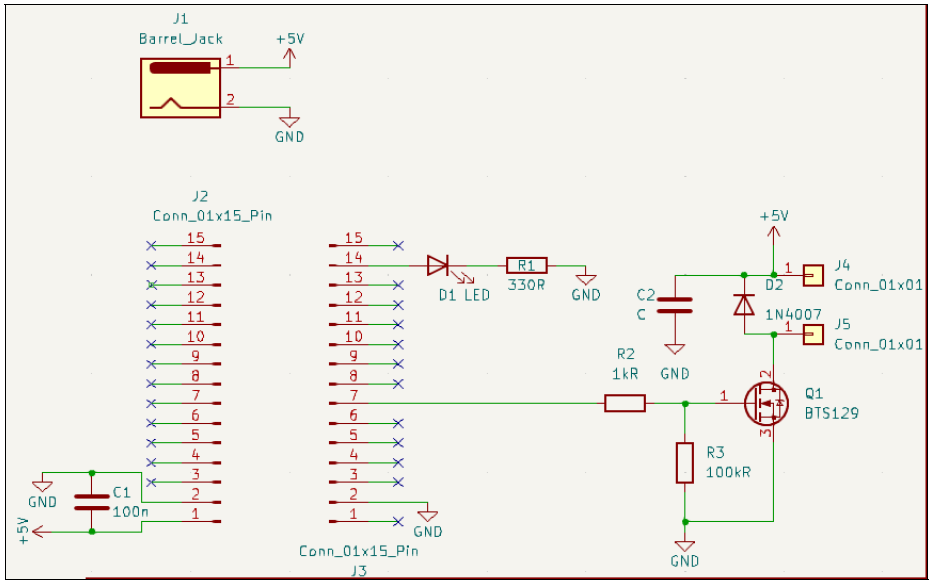 J1
Barrel_Jack
+5V
1
2
GND
J2
Conn_01x15_Pin
15
14
13
12
11
10
9
8
7
6
5
4
3
2
1
GND
C1
100n
+5V
15
14
13
12
11
10
9
8
7
6
5
4
3
2
1
GND
Conn_01x15_Pin
J3
D1 LED
R1
330R
GND
+5V
1
J4
Conn_01x01
C2
C
D2
1N4007
1
J5
Conn_01x01
GND
R2
1kR
1
2
3
Q1
BTS129
R3
100kR
GND